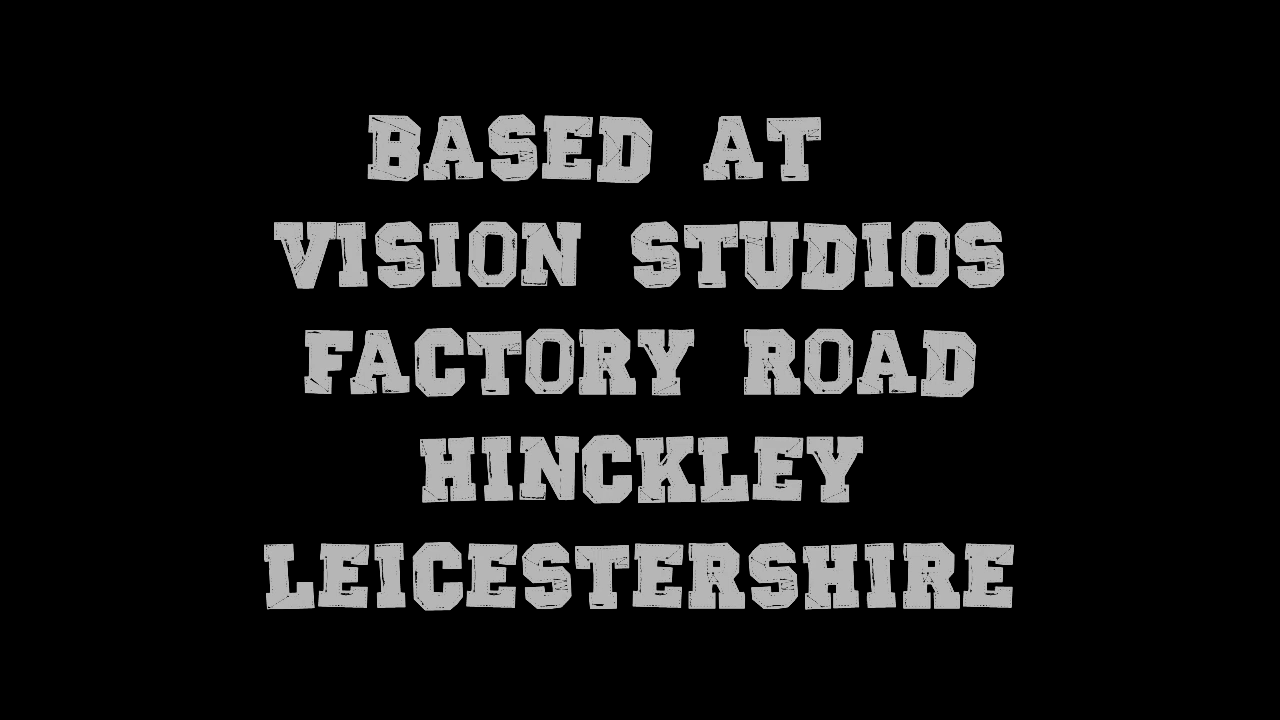 BASED AT
VISION STUDIOS
FACTORY ROAD
HINCKLEY
LEICESTERSHIRE